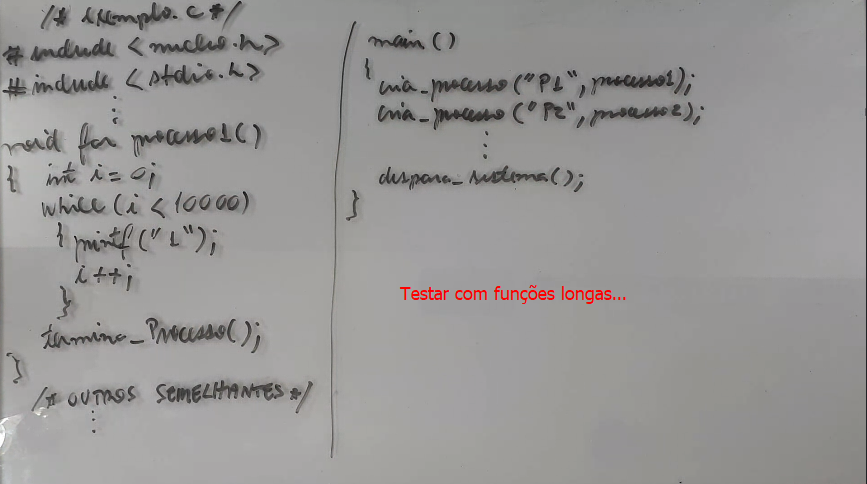 /* exemplo.c */
# include <nucleo.h>
# include <stdio.h>
⋮
void far processo1()
{ int i = 0;
while (i < 10000)
{ printf("1");
i++;
}
termina_Processo();
}
/* OUTROS SEMELHANTES */
⋮
main()
{
cria_processo("P1", processo1);
cria_processo("P2", processo2);
⋮
dispara_sistema();
}
Testar com funções longas...